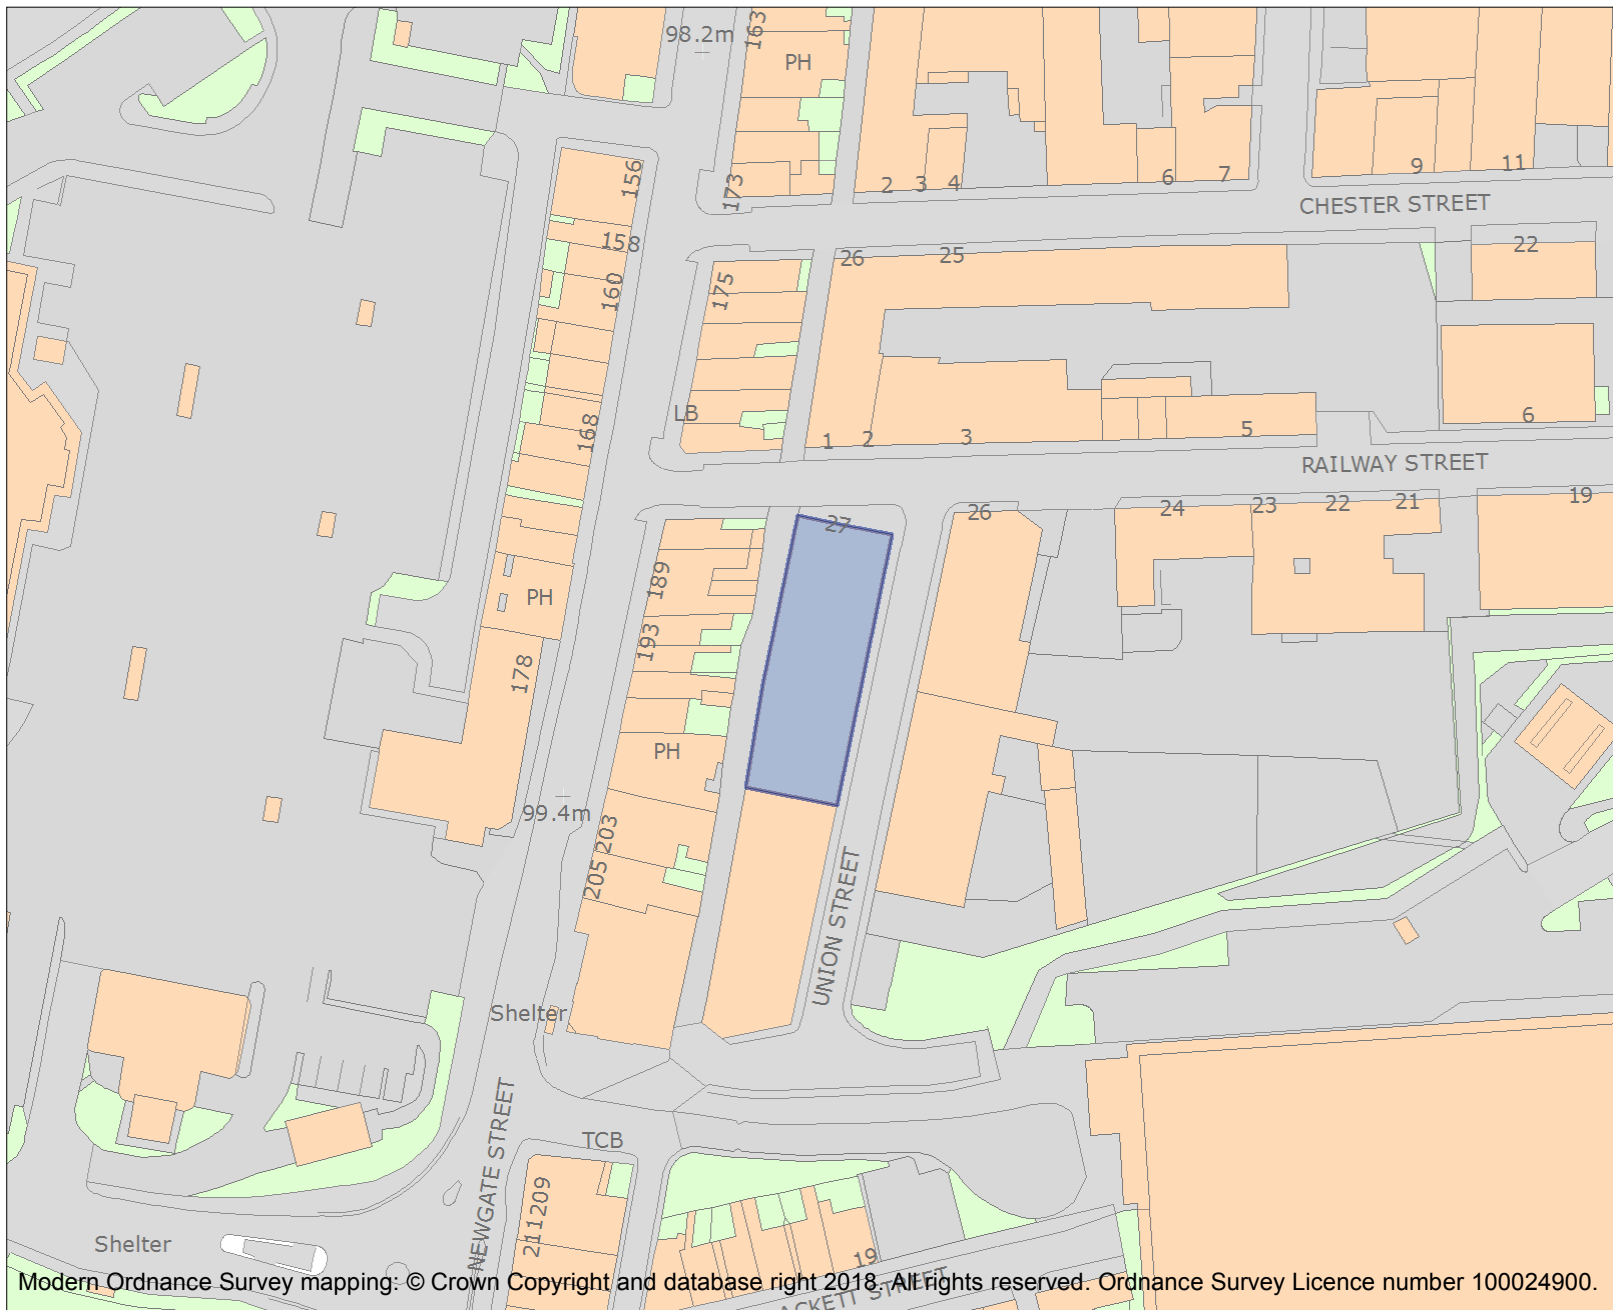 98.2m
163
PH
156
173
2
3
4
6
7
9
11
CHESTER STREET
158
26
25
22
160
175
LB
168
1
2
3
5
6
RAILWAY STREET
27
26
24
23
22
21
19
189
PH
193
178
PH
99.4m
203
205
UNION STREET
Shelter
NEWGATE STREET
TCB
209
211
Shelter
19
Modern Ordnance Survey mapping: © Crown Copyright and database right 2018. All rights reserved. Ordnance Survey Licence number 100024900.
ACKETT STREET